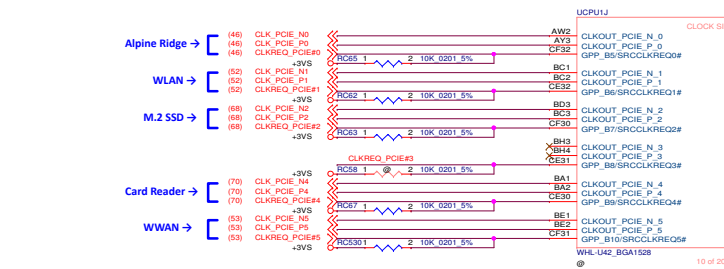 UCPU1J
CLOCK SI
Alpine Ridge →
(46) CLK_PCIE_N0 AW2 CLKOUT_PCIE_N_0
(46) CLK_PCIE_P0 AY3 CLKOUT_PCIE_P_0
(46) CLKREQ_PCIE#0 CF32 GPP_B5/SRCCLKREQ0#
+3VS RC65 1 2 10K_0201_5%
WLAN →
(52) CLK_PCIE_N1 BC1 CLKOUT_PCIE_N_1
(52) CLK_PCIE_P1 BC2 CLKOUT_PCIE_P_1
(52) CLKREQ_PCIE#1 CE32 GPP_B6/SRCCLKREQ1#
+3VS RC62 1 2 10K_0201_5%
M.2 SSD →
(68) CLK_PCIE_N2 BD3 CLKOUT_PCIE_N_2
(68) CLK_PCIE_P2 BC3 CLKOUT_PCIE_P_2
(68) CLKREQ_PCIE#2 CF30 GPP_B7/SRCCLKREQ2#
+3VS RC63 1 2 10K_0201_5%
BH3 CLKOUT_PCIE_N_3
BH4 CLKOUT_PCIE_P_3
CLKREQ_PCIE#3 CE31 GPP_B8/SRCCLKREQ3#
+3VS RC58 1 @ 2 10K_0201_5%
Card Reader →
(70) CLK_PCIE_N4 BA1 CLKOUT_PCIE_N_4
(70) CLK_PCIE_P4 BA2 CLKOUT_PCIE_P_4
(70) CLKREQ_PCIE#4 CE30 GPP_B9/SRCCLKREQ4#
+3VS RC67 1 2 10K_0201_5%
WWAN →
(53) CLK_PCIE_N5 BE1 CLKOUT_PCIE_N_5
(53) CLK_PCIE_P5 BE2 CLKOUT_PCIE_P_5
(53) CLKREQ_PCIE#5 CF31 GPP_B10/SRCCLKREQ5#
+3VS RC530 1 2 10K_0201_5%
WHL-U42_BGA1528
@
10 of 20